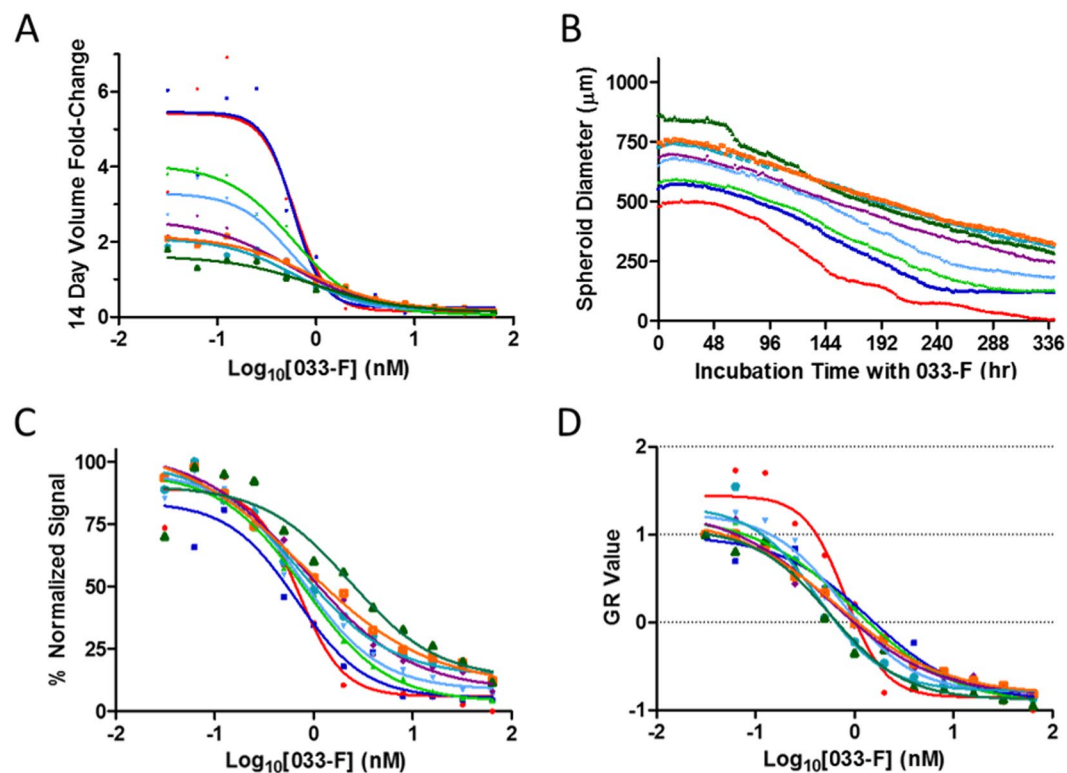 A
14 Day Volume Fold-Change
6
4
2
0
-2 -1 0 1 2
Log10[033-F] (nM)
B
Spheroid Diameter (μm)
1000
750
500
250
0
0 48 96 144 192 240 288 336
Incubation Time with 033-F (hr)
C
% Normalized Signal
100
75
50
25
0
-2 -1 0 1 2
Log10[033-F] (nM)
D
GR Value
2
1
0
-1
-2 -1 0 1 2
Log10[033-F] (nM)